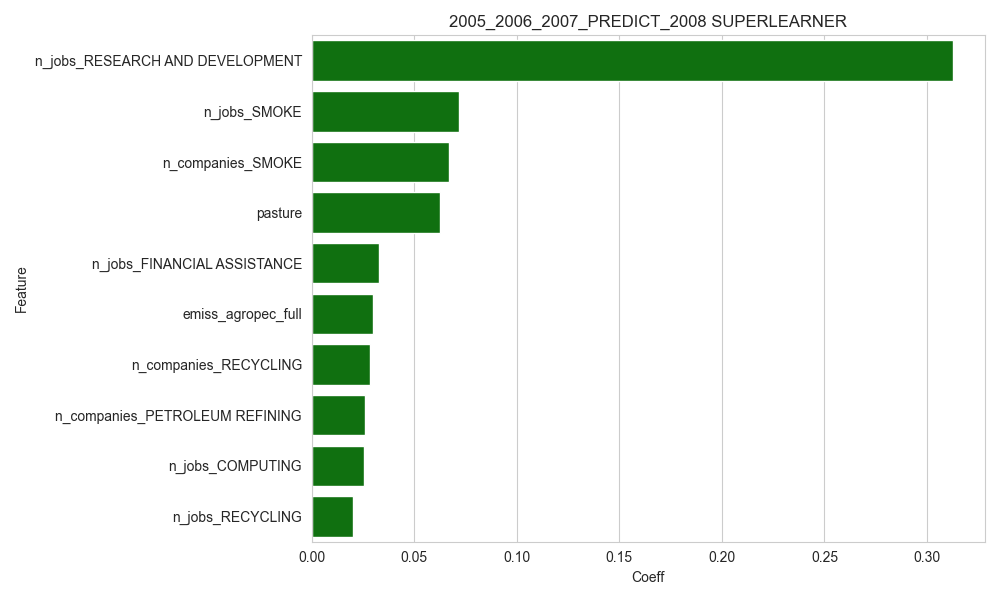 2005_2006_2007_PREDICT_2008 SUPERLEARNER
n_jobs_RESEARCH AND DEVELOPMENT
n_jobs_SMOKE
n_companies_SMOKE
pasture
n_jobs_FINANCIAL ASSISTANCE
emiss_agropec_full
n_companies_RECYCLING
n_companies_PETROLEUM REFINING
n_jobs_COMPUTING
n_jobs_RECYCLING
Feature
0.00 0.05 0.10 0.15 0.20 0.25 0.30
Coeff